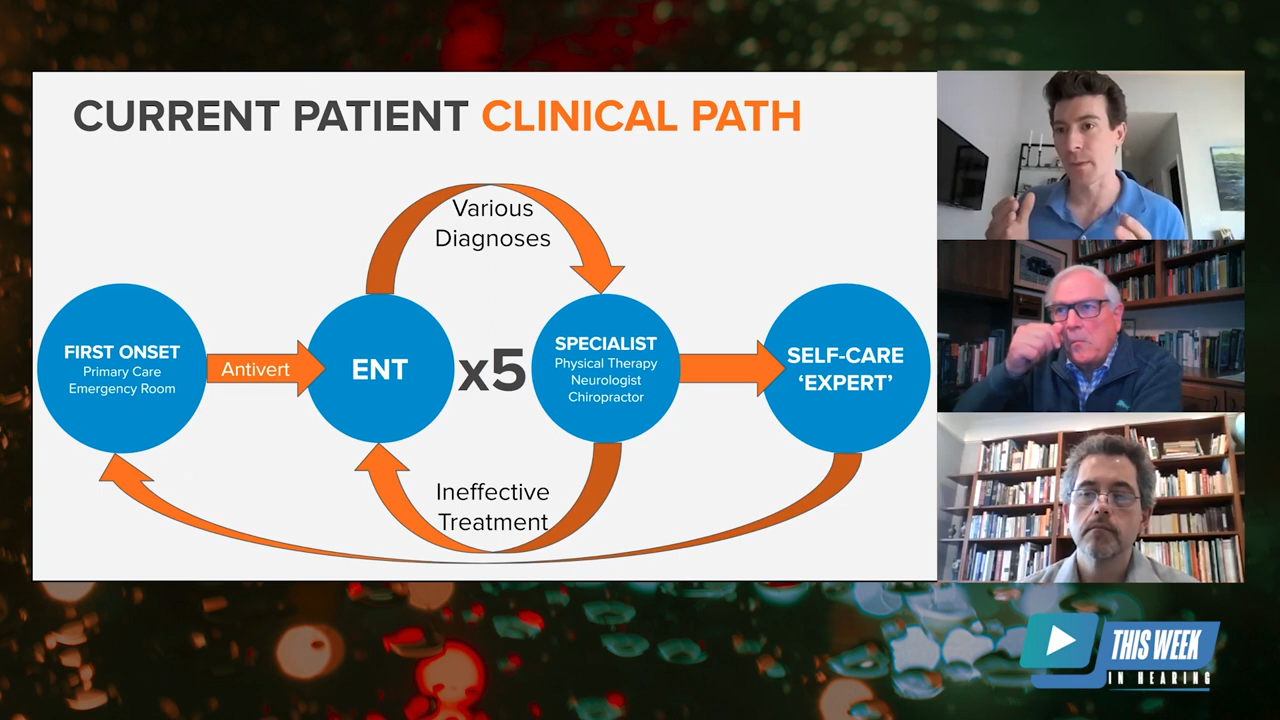 CURRENT PATIENT CLINICAL PATH
Various
Diagnoses
FIRST ONSET
Primary Care
Emergency Room
Antivert
ENT
x5
SPECIALIST
Physical Therapy
Neurologist
Chiropractor
SELF-CARE
‘EXPERT’
Ineffective
Treatment
THIS WEEK
IN HEARING